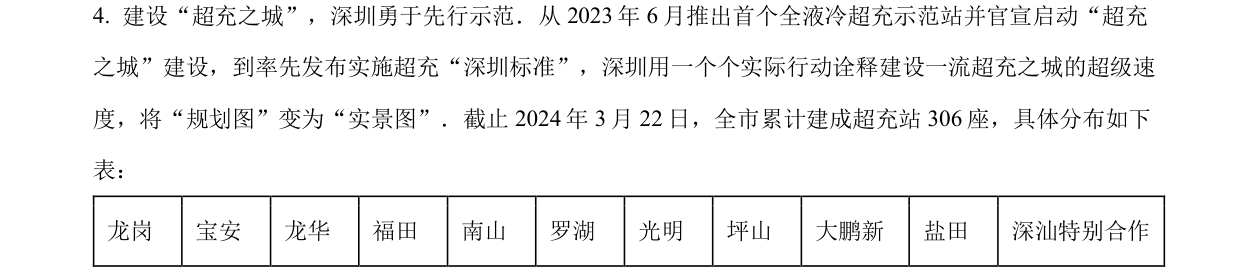 4. 建设“超充之城”，深圳勇于先行示范．从 2023 年 6 月推出首个全液冷超充示范站并官宣启动“超充
之城”建设，到率先发布实施超充“深圳标准”，深圳用一个个实际行动诠释建设一流超充之城的超级速
度，将“规划图”变为“实景图”．截止 2024 年 3 月 22 日，全市累计建成超充站 306 座，具体分布如下
表：
龙岗 宝安 龙华 福田 南山 罗湖 光明 坪山 大鹏新 盐田 深汕特别合作